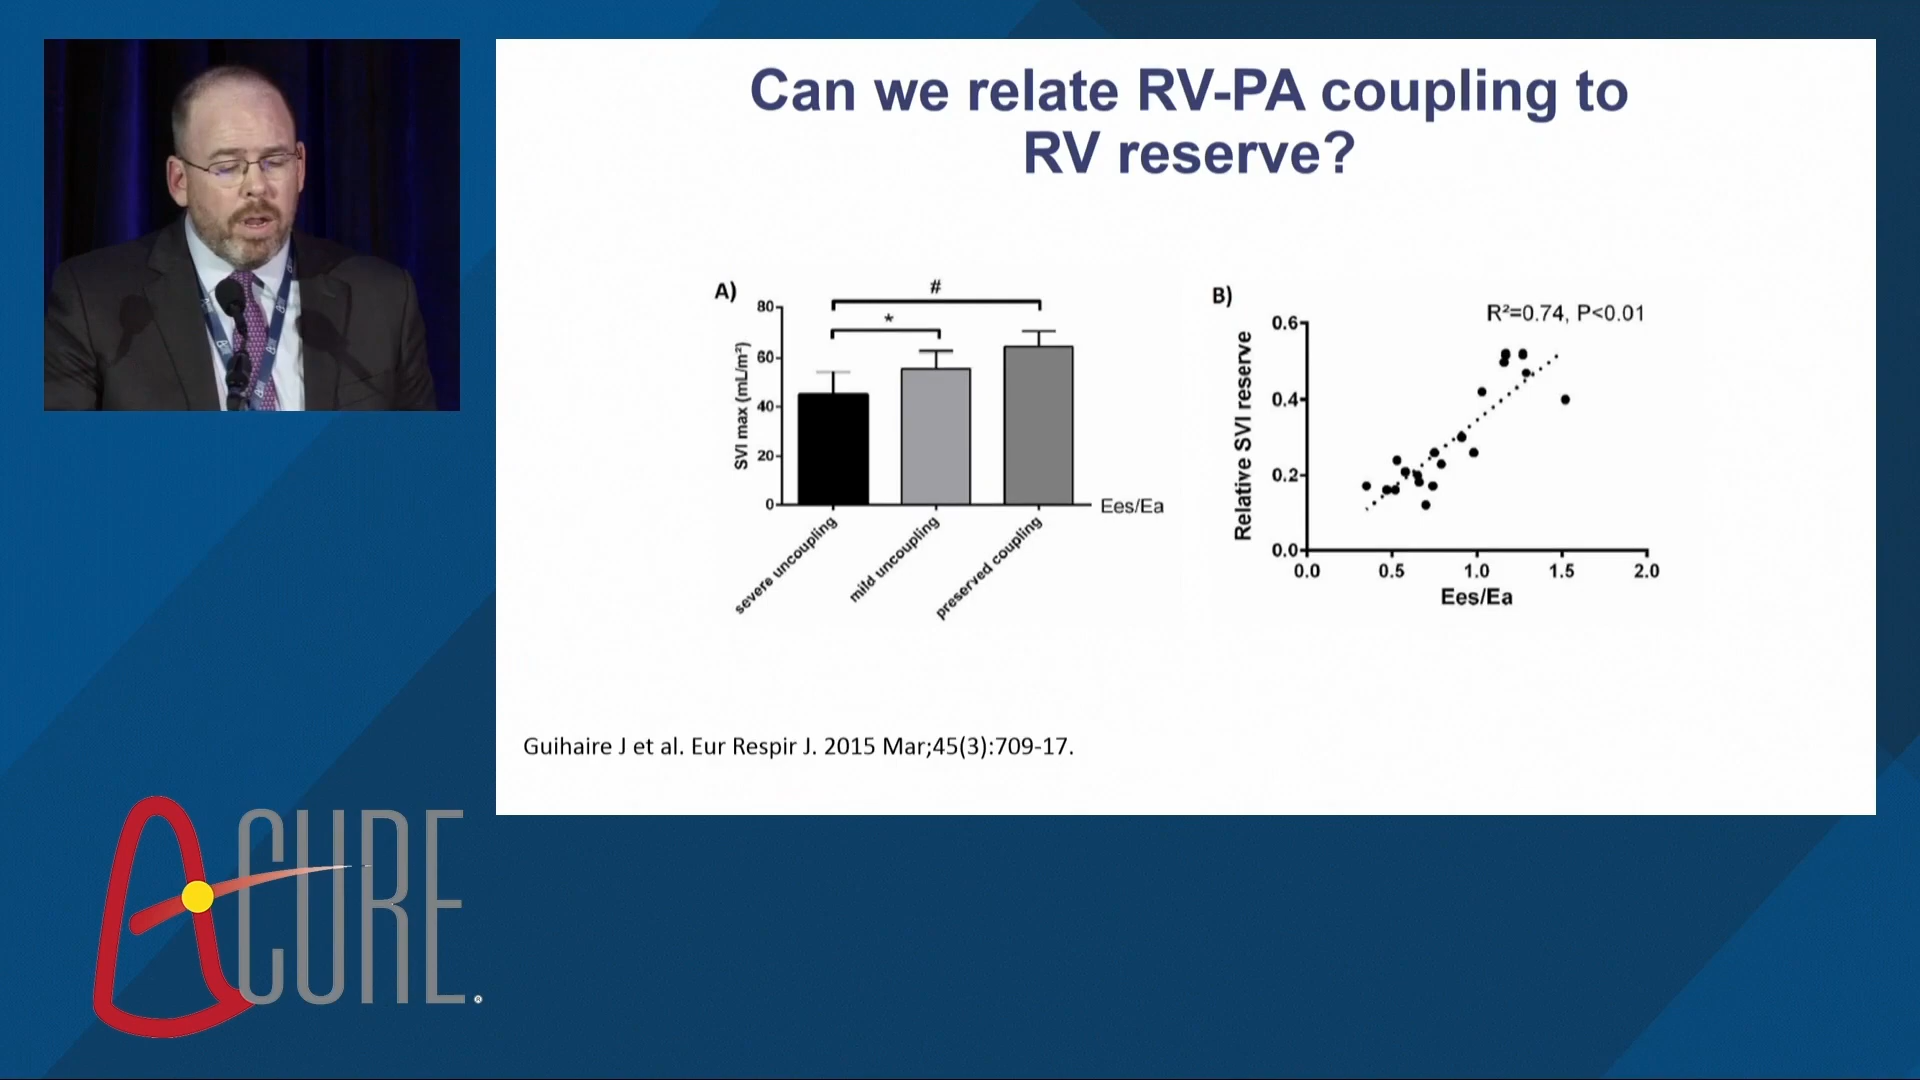 Can we relate RV-PA coupling to
RV reserve?
A)
#
*
SVI max (mL/m²)
80
60
40
20
0
Ees/Ea
severe uncoupling
mild uncoupling
preserved coupling
B)
R²=0.74, P<0.01
Relative SVI reserve
0.6
0.4
0.2
0.0
0.0 0.5 1.0 1.5 2.0
Ees/Ea
Guihaire J et al. Eur Respir J. 2015 Mar;45(3):709-17.
A CURE.®